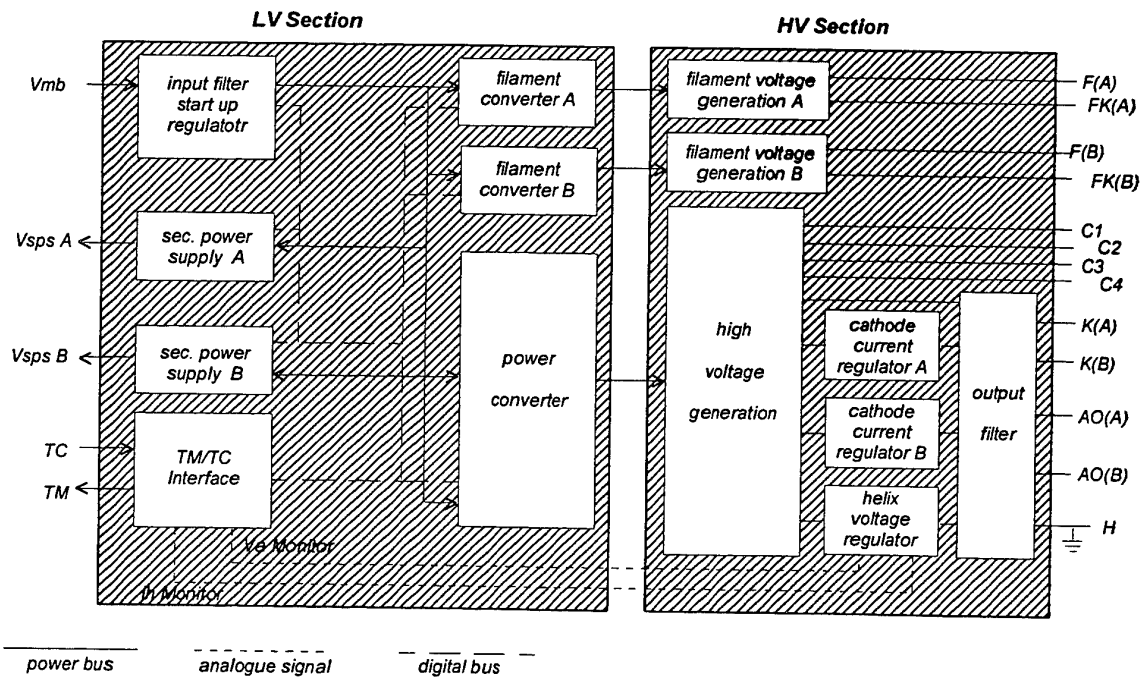 LV Section
HV Section
Vmb
input filter
start up
regulatotr
filament
converter A
filament voltage
generation A
F(A)
FK(A)
filament
converter B
filament voltage
generation B
F(B)
FK(B)
Vsps A
sec. power
supply A
C1
C2
C3
C4
Vsps B
sec. power
supply B
power
converter
high
voltage
generation
cathode
current
regulator A
K(A)
K(B)
output
filter
cathode
current
regulator B
AO(A)
AO(B)
TC
TM
TM/TC
Interface
helix
voltage
regulator
H
Va Monitor
Ih Monitor
power bus
analogue signal
digital bus